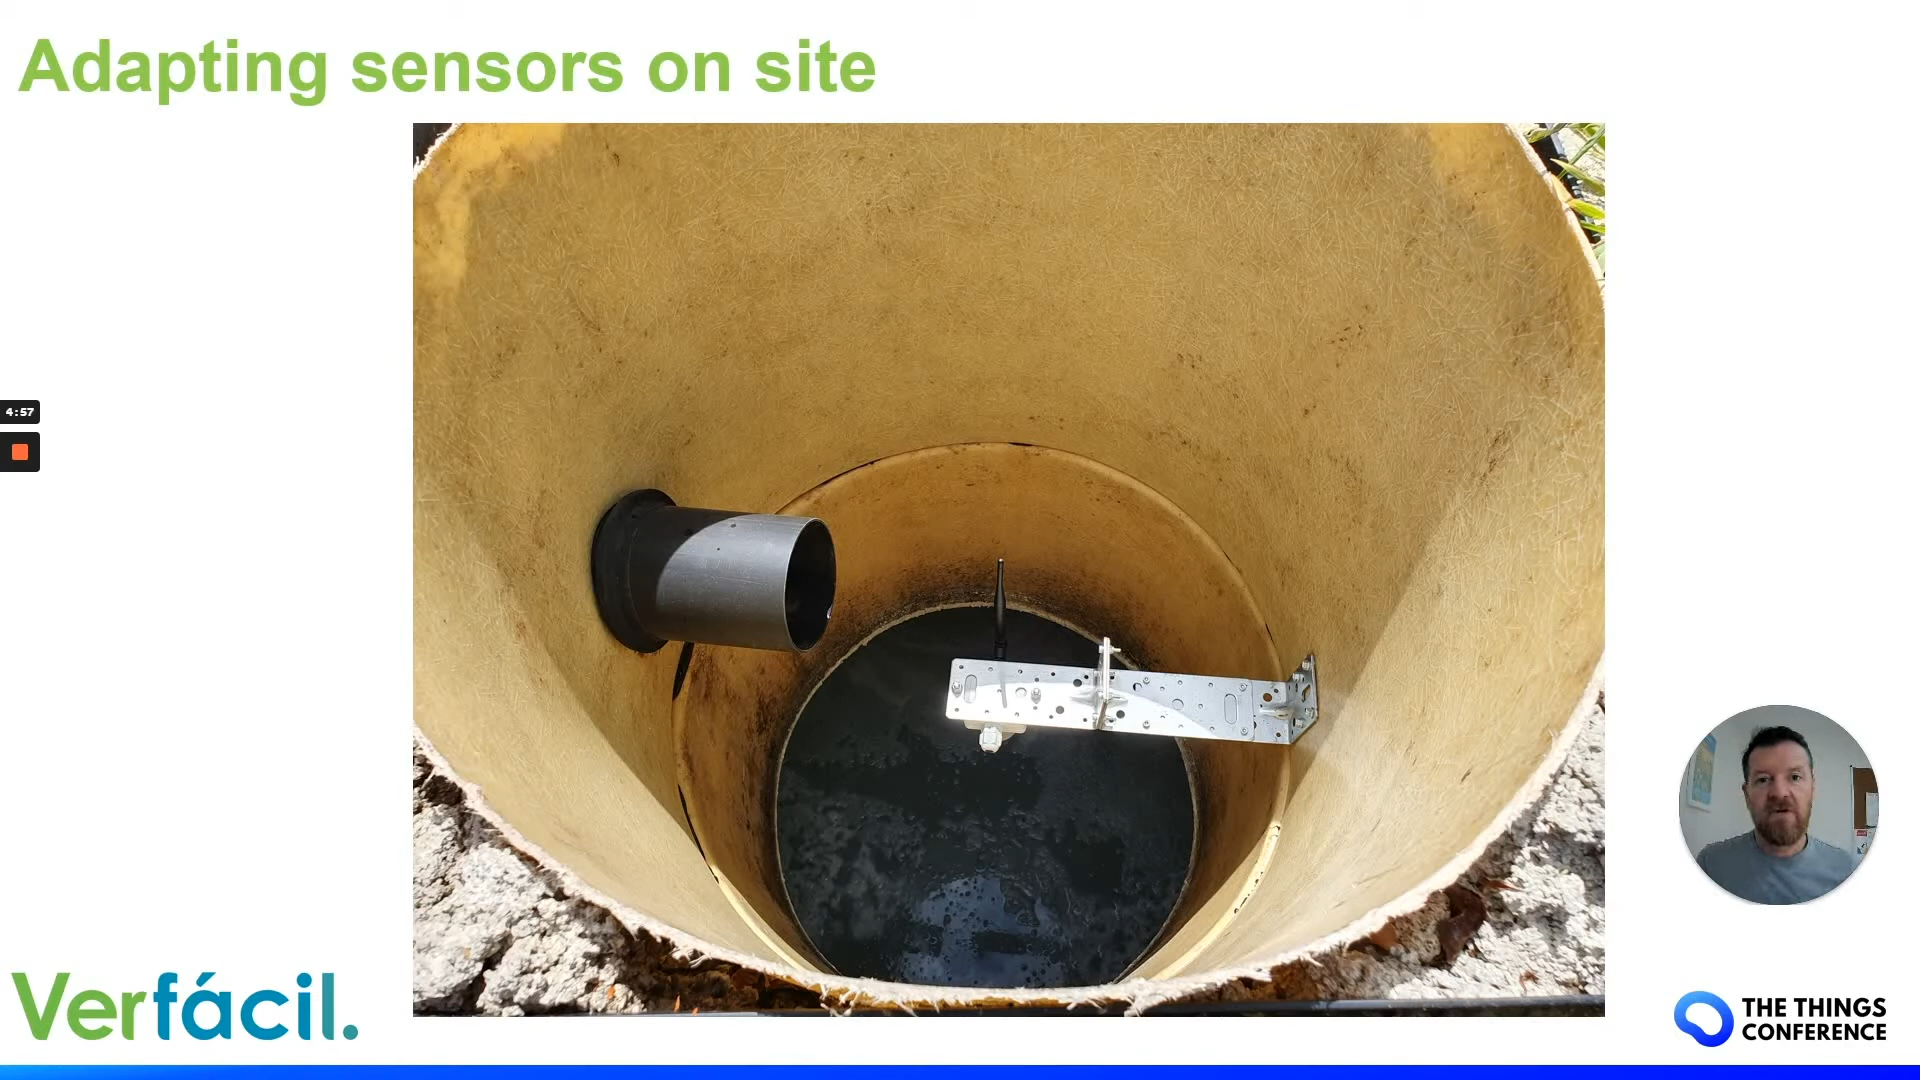 Adapting sensors on site
4:57
Verfácil.
THE THINGS
CONFERENCE